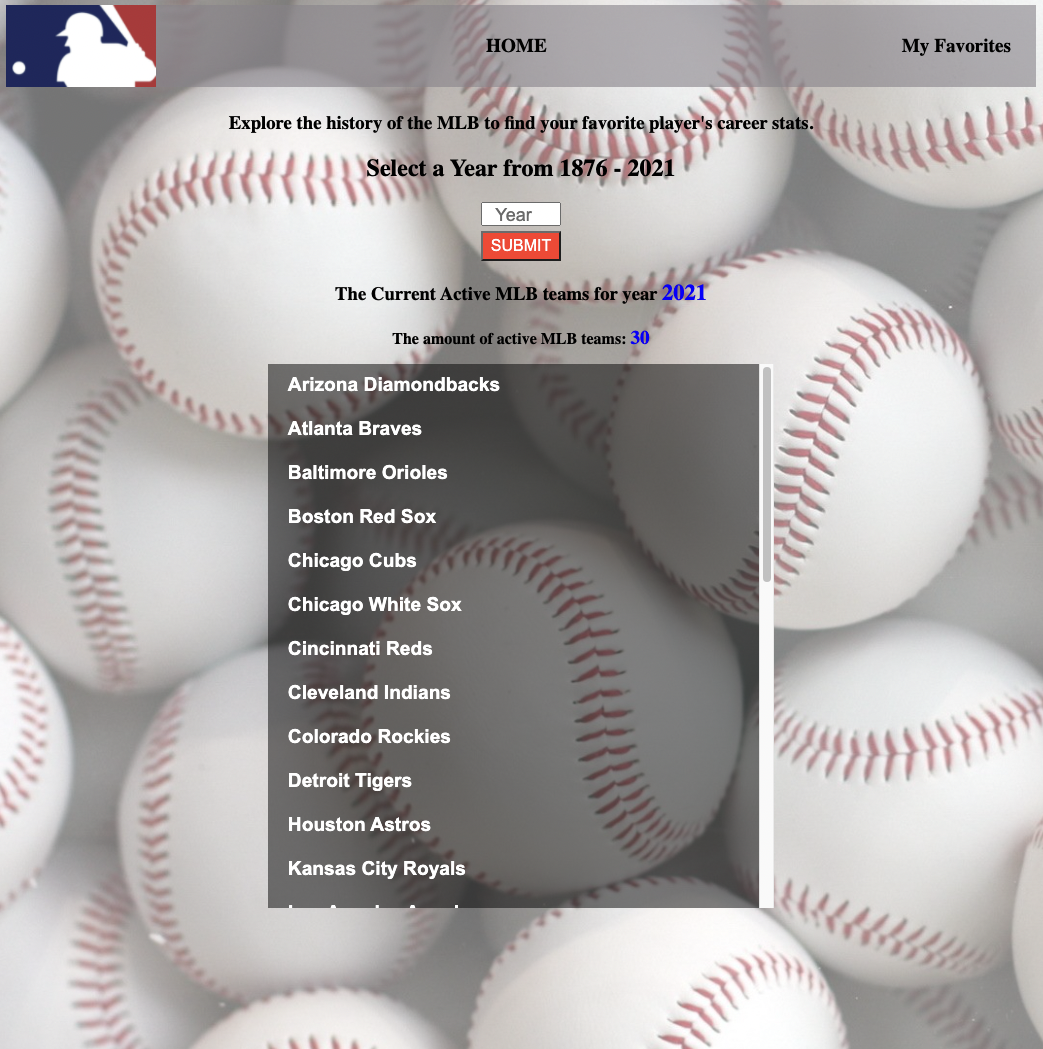 HOME
My Favorites
Explore the history of the MLB to find your favorite player's career stats.
Select a Year from 1876 - 2021
Year
SUBMIT
The Current Active MLB teams for year 2021
The amount of active MLB teams: 30
Arizona Diamondbacks
Atlanta Braves
Baltimore Orioles
Boston Red Sox
Chicago Cubs
Chicago White Sox
Cincinnati Reds
Cleveland Indians
Colorado Rockies
Detroit Tigers
Houston Astros
Kansas City Royals